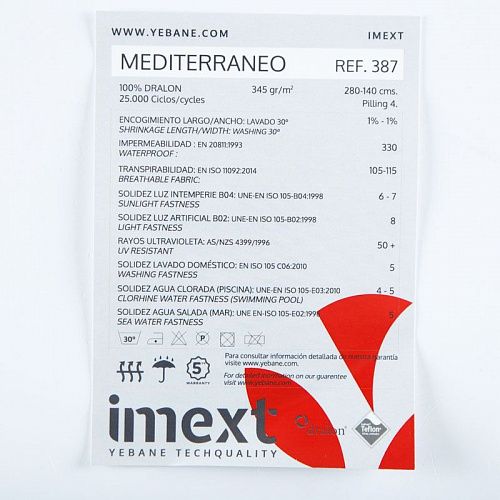 WWW.YEBANE.COM IMEXT
MEDITERRANEO REF. 387
100% DRALON 345 gr/m² 280-140 cms.
25.000 Ciclos/cycles Pilling 4.
ENCOGIMIENTO LARGO/ANCHO: LAVADO 30º 1% - 1%
SHRINKAGE LENGTH/WIDTH: WASHING 30º
IMPERMEABILIDAD : EN 20811:1993 330
WATERPROOF :
TRANSPIRABILIDAD: EN ISO 11092:2014 105-115
BREATHABLE FABRIC:
SOLIDEZ LUZ INTEMPERIE B04: UNE-EN ISO 105-B04:1998 6 - 7
SUNLIGHT FASTNESS
SOLIDEZ LUZ ARTIFICIAL B02: UNE-EN ISO 105-B02:1998 8
LIGHT FASTNESS
RAYOS ULTRAVIOLETA: AS/NZS 4399/1996 50 +
UV RESISTANT
SOLIDEZ LAVADO DOMÉSTICO: EN ISO 105 C06:2010 5
WASHING FASTNESS
SOLIDEZ AGUA CLORADA (PISCINA): UNE-EN ISO 105-E03:2010 4 - 5
CLORHINE WATER FASTNESS (SWIMMING POOL)
SOLIDEZ AGUA SALADA (MAR): UNE-EN ISO 105-E02:1998 5
SEA WATER FASTNESS
30º
Para consultar información detallada de nuestra garantía
visite www.yebane.com
For detailed information on our guarentee
visit www.yebane.com
5
WARRANTY
imext
YEBANE TECHQUALITY
dralon®
Teflon